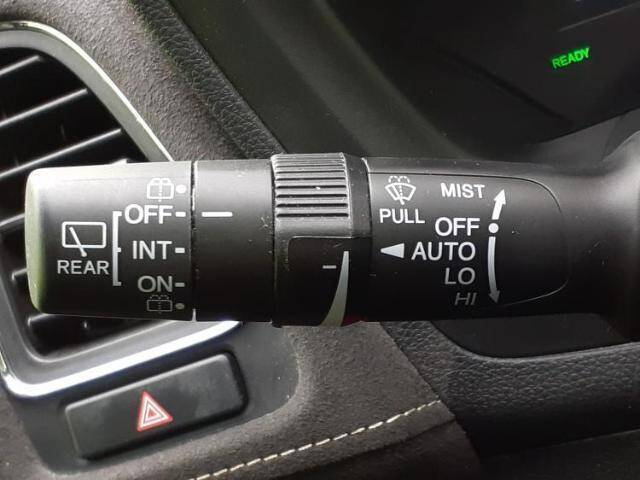 READY
OFF
INT
ON
REAR
PULL
MIST
OFF
AUTO
LO
HI